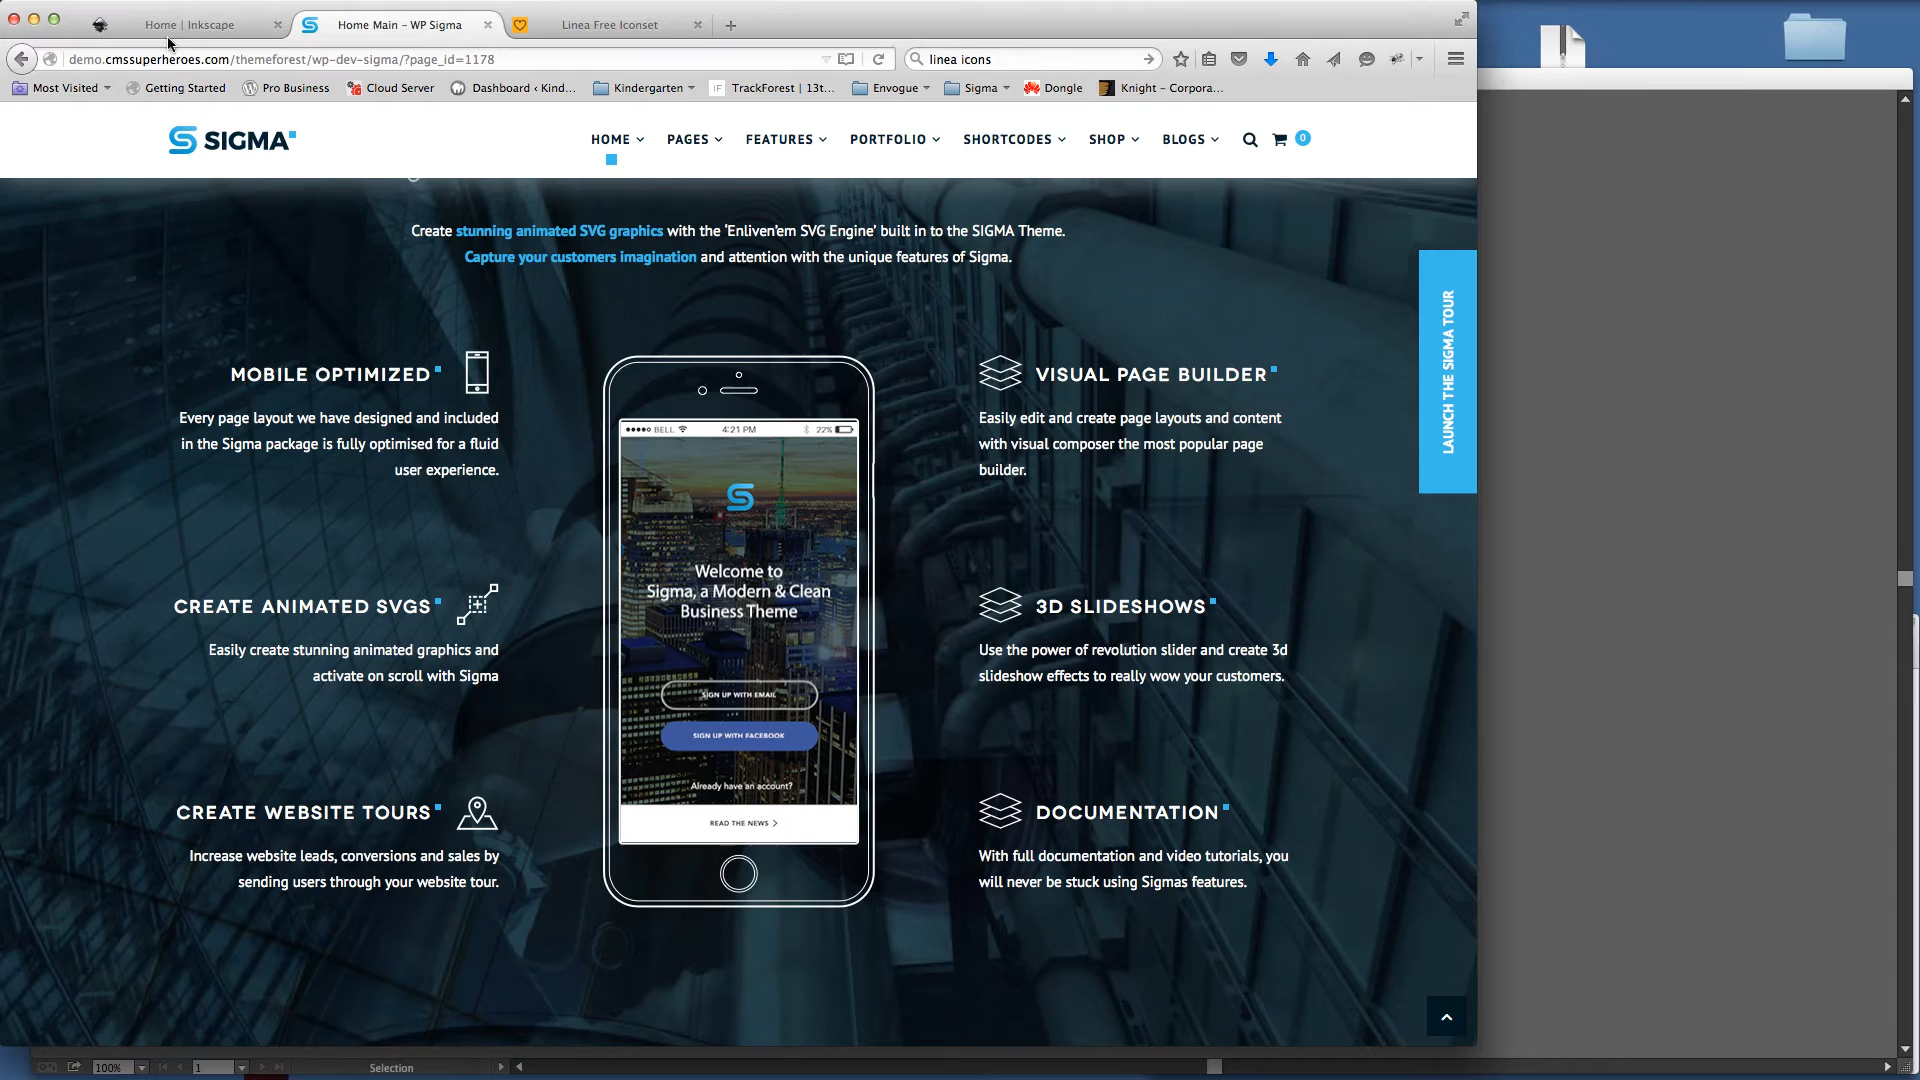 Home | Inkscape
Home Main – WP Sigma
Linea Free Iconset
demo.cmssuperheroes.com/themeforest/wp-dev-sigma/?page_id=1178
linea icons
Most Visited
Getting Started
Pro Business
Cloud Server
Dashboard ‹ Kind...
Kindergarten
IF
TrackForest | 13t...
Envogue
Sigma
Dongle
Knight – Corpora...
SIGMA
HOME
PAGES
FEATURES
PORTFOLIO
SHORTCODES
SHOP
BLOGS
0
Create stunning animated SVG graphics with the ‘Enliven’em SVG Engine’ built in to the SIGMA Theme.
Capture your customers imagination and attention with the unique features of Sigma.
LAUNCH THE SIGMA TOUR
MOBILE OPTIMIZED
Every page layout we have designed and included
in the Sigma package is fully optimised for a fluid
user experience.
CREATE ANIMATED SVGS
Easily create stunning animated graphics and
activate on scroll with Sigma
CREATE WEBSITE TOURS
Increase website leads, conversions and sales by
sending users through your website tour.
BELL
4:21 PM
22%
Welcome to
Sigma, a Modern & Clean
Business Theme
SIGN UP WITH EMAIL
SIGN UP WITH FACEBOOK
Already have an account?
READ THE NEWS
VISUAL PAGE BUILDER
Easily edit and create page layouts and content
with visual composer the most popular page
builder.
3D SLIDESHOWS
Use the power of revolution slider and create 3d
slideshow effects to really wow your customers.
DOCUMENTATION
With full documentation and video tutorials, you
will never be stuck using Sigmas features.
100%
1
Selection